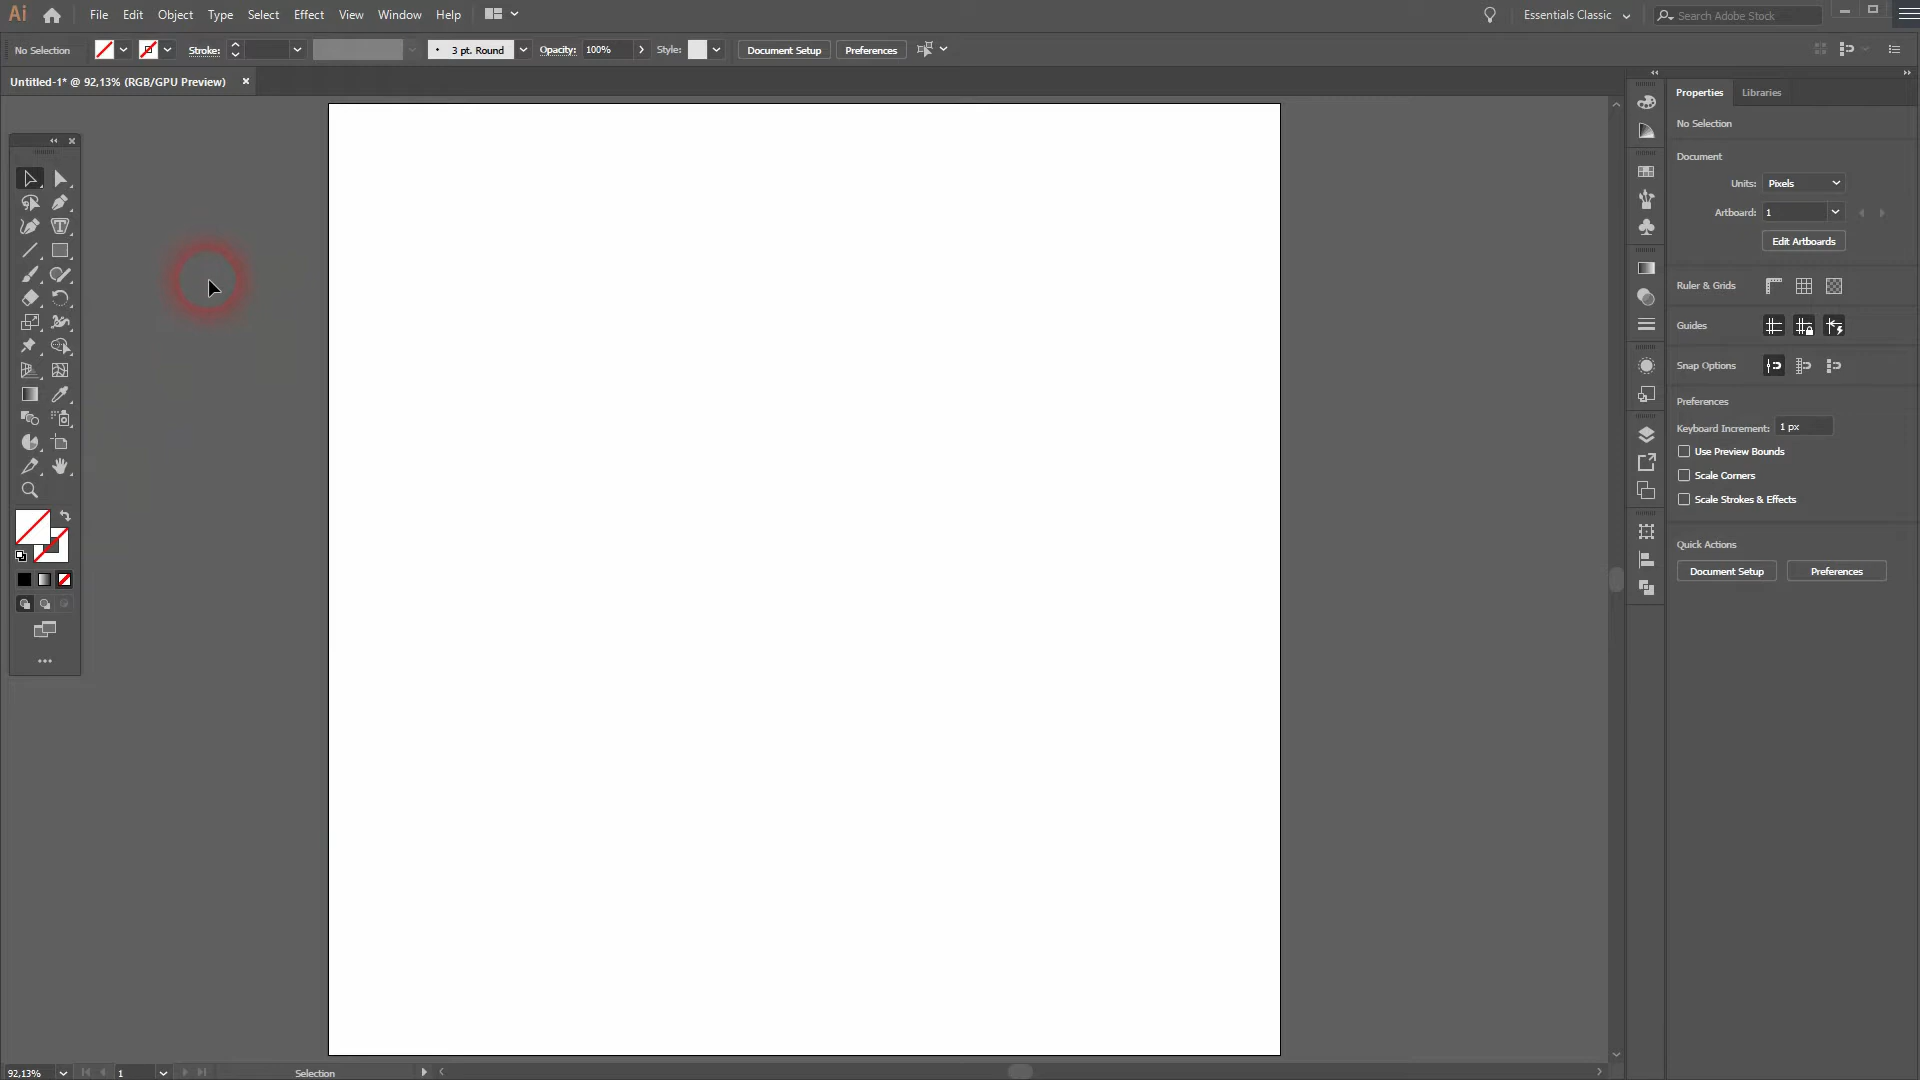 Ai File Edit Object Type Select Effect View Window Help Essentials Classic Search Adobe Stock
No Selection Stroke: 3 pt. Round Opacity: 100% Style: Document Setup Preferences
Untitled-1* @ 92,13% (RGB/GPU Preview) ×
Properties Libraries
No Selection
Document
Units: Pixels
Artboard: 1
Edit Artboards
Ruler & Grids
Guides
Snap Options
Preferences
Keyboard Increment: 1 px
Use Preview Bounds
Scale Corners
Scale Strokes & Effects
Quick Actions
Document Setup Preferences
92,13% 1 Selection